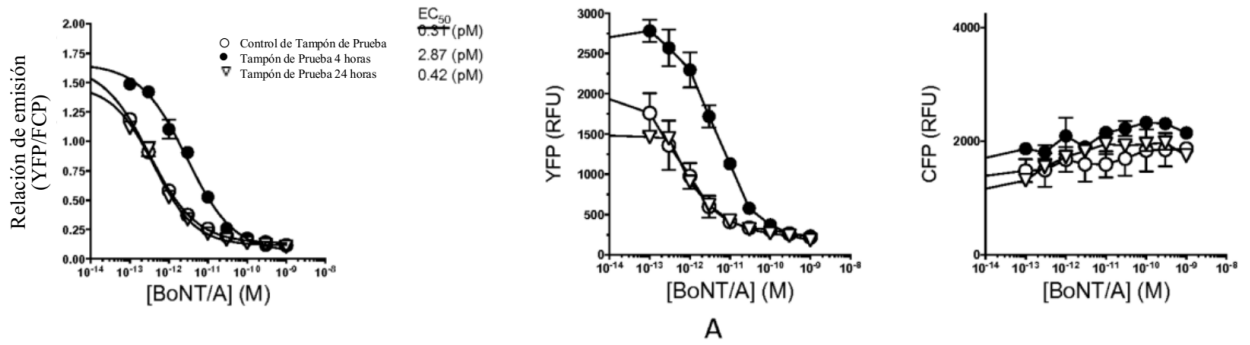 Relación de emisión
(YFP/FCP)
2.00
1.75
1.50
1.25
1.00
0.75
0.50
0.25
0.00
10-14
10-13
10-12
10-11
10-10
10-9
10-8
[BoNT/A] (M)
Control de Tampón de Prueba
Tampón de Prueba 4 horas
Tampón de Prueba 24 horas
EC50
0.31 (pM)
2.87 (pM)
0.42 (pM)
YFP (RFU)
3000
2500
2000
1500
1000
500
0
10-14
10-13
10-12
10-11
10-10
10-9
10-8
[BoNT/A] (M)
CFP (RFU)
4000
2000
0
10-14
10-13
10-12
10-11
10-10
10-9
10-8
[BoNT/A] (M)
A